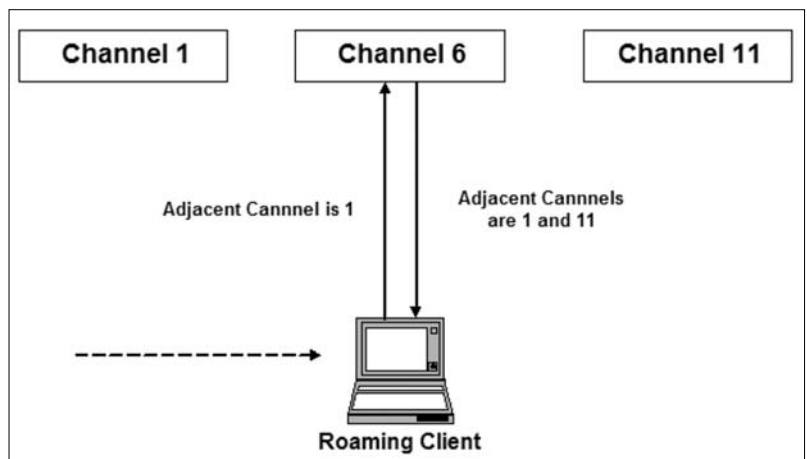 Channel 1
Channel 6
Channel 11
Adjacent Cannnel is 1
Adjacent Cannnels
are 1 and 11
Roaming Client